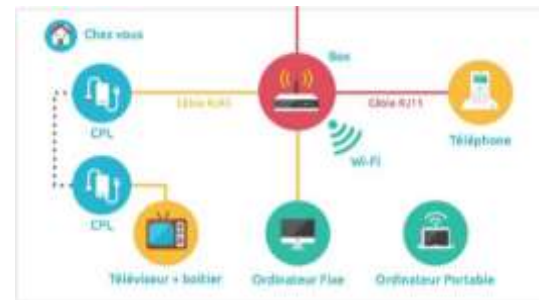 Chez vous
Box
Câble RJ45
Câble RJ11
CPL
Téléphone
Wi-Fi
CPL
Téléviseur + boitier
Ordinateur Fixe
Ordinateur Portable